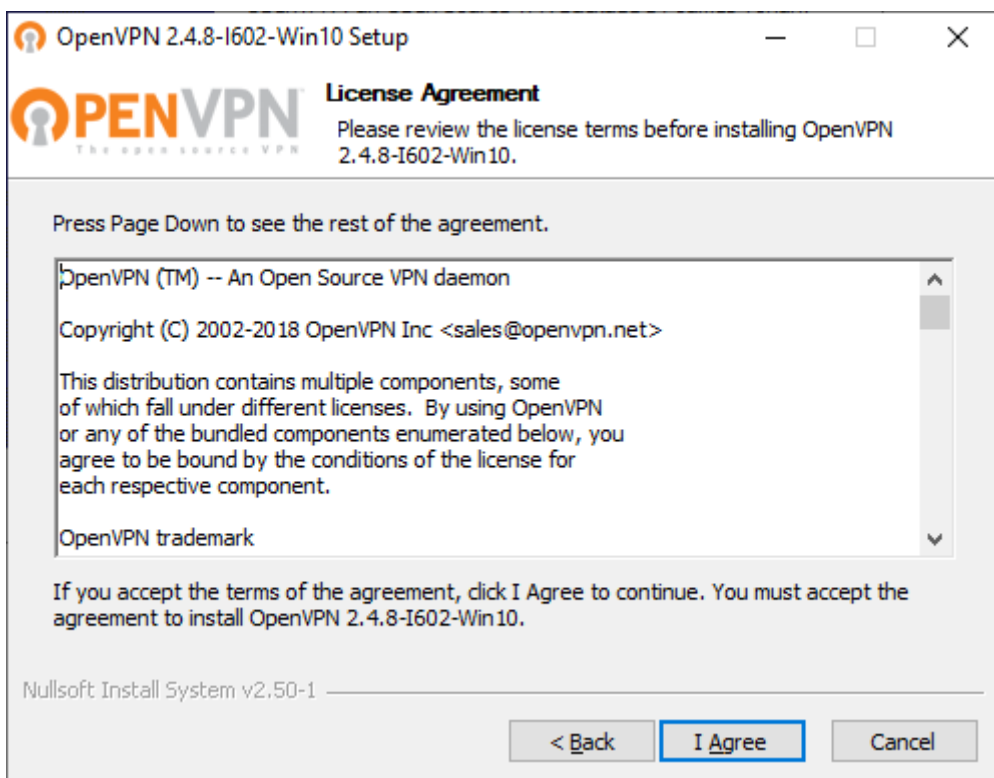 OpenVPN 2.4.8-I602-Win10 Setup
OPENVPN
The open source VPN
License Agreement
Please review the license terms before installing OpenVPN
2.4.8-I602-Win10.
Press Page Down to see the rest of the agreement.
OpenVPN (TM) -- An Open Source VPN daemon
Copyright (C) 2002-2018 OpenVPN Inc <sales@openvpn.net>
This distribution contains multiple components, some
of which fall under different licenses.  By using OpenVPN
or any of the bundled components enumerated below, you
agree to be bound by the conditions of the license for
each respective component.
OpenVPN trademark
If you accept the terms of the agreement, click I Agree to continue. You must accept the
agreement to install OpenVPN 2.4.8-I602-Win10.
Nullsoft Install System v2.50-1
< Back
I Agree
Cancel